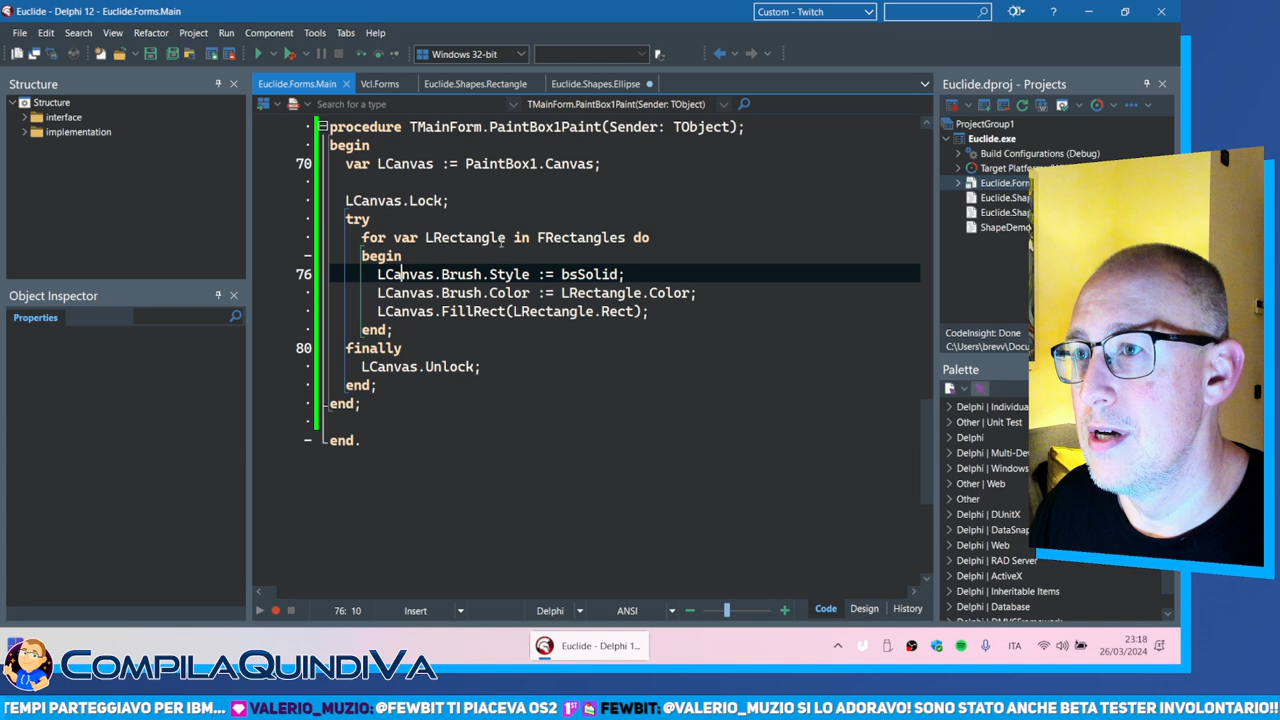 Euclide - Delphi 12 - Euclide.Forms.Main
Custom - Twitch
File Edit Search View Refactor Project Run Component Tools Tabs Help
Windows 32-bit
Structure
Structure
interface
implementation
Object Inspector
Properties
Euclide.Forms.Main Vcl.Forms Euclide.Shapes.Rectangle Euclide.Shapes.Ellipse
Search for a type TMainForm.PaintBox1Paint(Sender: TObject)
procedure TMainForm.PaintBox1Paint(Sender: TObject);
begin
70 var LCanvas := PaintBox1.Canvas;
LCanvas.Lock;
try
for var LRectangle in FRectangles do
begin
76 LCanvas.Brush.Style := bsSolid;
LCanvas.Brush.Color := LRectangle.Color;
LCanvas.FillRect(LRectangle.Rect);
end;
80 finally
LCanvas.Unlock;
end;
end;
end.
76: 10 Insert Delphi ANSI Code Design History
Euclide.dproj - Projects
ProjectGroup1
Euclide.exe
Build Configurations (Debug)
Target Platfor
Euclide.Form
Euclide.Sha
Euclide.Sha
ShapeDemo
CodeInsight: Done
C:\Users\brevv\Docu
Palette
Delphi | Individua
Other | Unit Test
Delphi
Delphi | Multi-Dev
Delphi | Windows
Other | Web
Other
Delphi | DUnitX
Delphi | DataSnap
Delphi | Web
Delphi | RAD Server
Delphi | ActiveX
Delphi | Inheritable Items
Delphi | Database
Euclide - Delphi 1...
ITA
23:18
26/03/2024
COMPILAQUINDIVA
TEMPI PARTEGGIAVO PER IBM... VALERIO_MUZIO: @FEWBIT TI PIACEVA OS2 1ST FEWBIT: @VALERIO_MUZIO SI LO ADORAVO! SONO STATO ANCHE BETA TESTER INVOLONTARIO!!